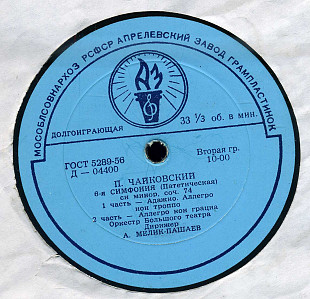 МОСОБЛСОВНАРХОЗ РСФСР АПРЕЛЕВСКИЙ ЗАВОД ГРАМПЛАСТИНОК
АЗ
ДОЛГОИГРАЮЩАЯ
33 1/3 об. в мин.
ГОСТ 5289-56
Д — 04400
Вторая гр.
10-00
П. ЧАЙКОВСКИЙ
6-я СИМФОНИЯ (Патетическая)
си минор, соч. 74
1 часть — Адажио. Аллегро
нон троппо
2 часть — Аллегро кон грациа
Оркестр Большого театра
Дирижер
А. МЕЛИК-ПАШАЕВ